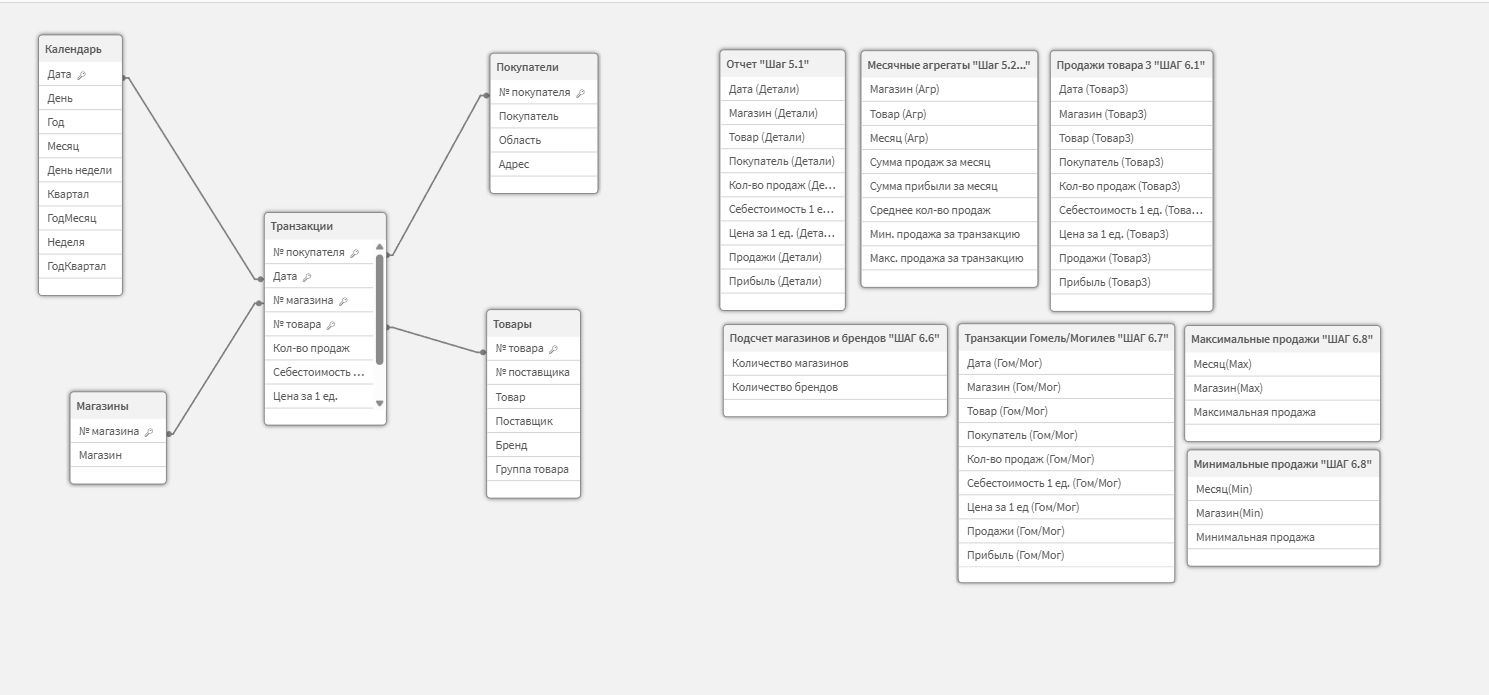 Календарь
Дата
День
Год
Месяц
День недели
Квартал
ГодМесяц
Неделя
ГодКвартал
Покупатели
№ покупателя
Покупатель
Область
Адрес
Транзакции
№ покупателя
Дата
№ магазина
№ товара
Кол-во продаж
Себестоимость ...
Цена за 1 ед.
Магазины
№ магазина
Магазин
Товары
№ товара
№ поставщика
Товар
Поставщик
Бренд
Группа товара
Отчет "Шаг 5.1"
Дата (Детали)
Магазин (Детали)
Товар (Детали)
Покупатель (Детали)
Кол-во продаж (Де...
Себестоимость 1 е...
Цена за 1 ед. (Дета...
Продажи (Детали)
Прибыль (Детали)
Месячные агрегаты "Шаг 5.2..."
Магазин (Агр)
Товар (Агр)
Месяц (Агр)
Сумма продаж за месяц
Сумма прибыли за месяц
Среднее кол-во продаж
Мин. продажа за транзакцию
Макс. продажа за транзакцию
Продажи товара 3 "ШАГ 6.1"
Дата (Товар3)
Магазин (Товар3)
Товар (Товар3)
Покупатель (Товар3)
Кол-во продаж (Товар3)
Себестоимость 1 ед. (Това...
Цена за 1 ед. (Товар3)
Продажи (Товар3)
Прибыль (Товар3)
Подсчет магазинов и брендов "ШАГ 6.6"
Количество магазинов
Количество брендов
Транзакции Гомель/Могилев "ШАГ 6.7"
Дата (Гом/Мог)
Магазин (Гом/Мог)
Товар (Гом/Мог)
Покупатель (Гом/Мог)
Кол-во продаж (Гом/Мог)
Себестоимость 1 ед. (Гом/Мог)
Цена за 1 ед (Гом/Мог)
Продажи (Гом/Мог)
Прибыль (Гом/Мог)
Максимальные продажи "ШАГ 6.8"
Месяц(Max)
Магазин(Max)
Максимальная продажа
Минимальные продажи "ШАГ 6.8"
Месяц(Min)
Магазин(Min)
Минимальная продажа